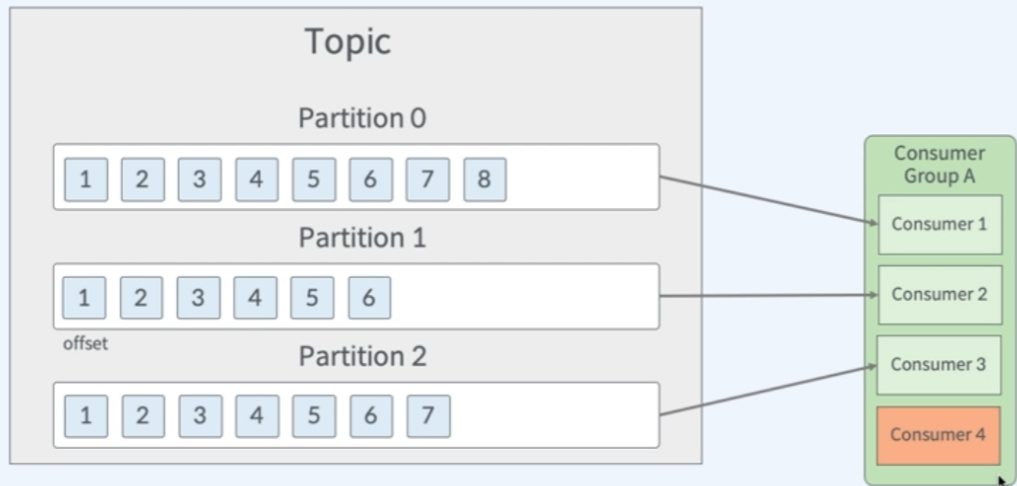 Topic
Partition 0
1 2 3 4 5 6 7 8
Partition 1
1 2 3 4 5 6
offset
Partition 2
1 2 3 4 5 6 7
Consumer
Group A
Consumer 1
Consumer 2
Consumer 3
Consumer 4